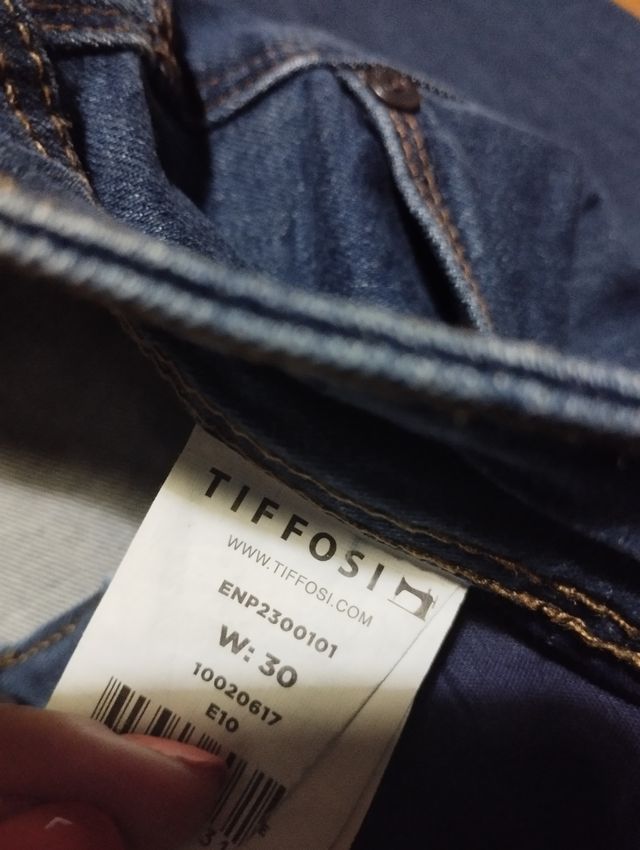 TIFFOSI
WWW.TIFFOSI.COM
ENP2300101
W: 30
10020617
E10